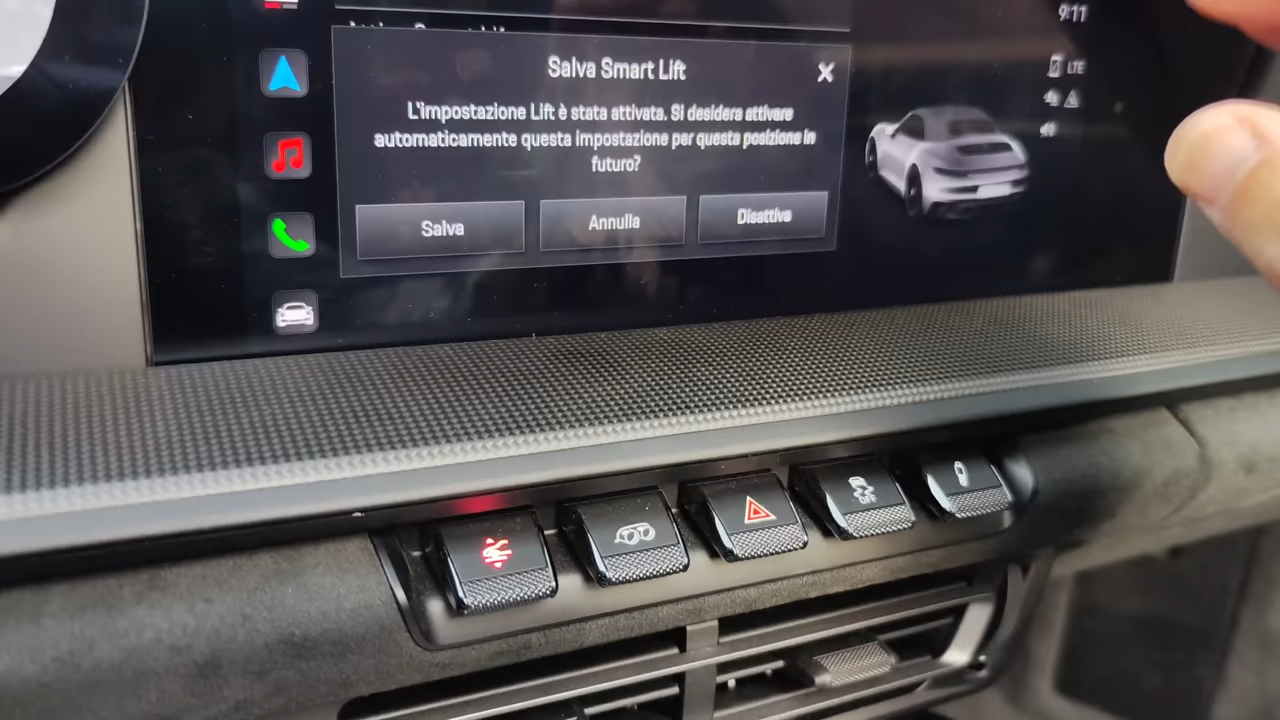 9:11
LTE
Salva Smart Lift
L'impostazione Lift è stata attivata. Si desidera attivare
automaticamente questa impostazione per questa posizione in
futuro?
Salva
Annulla
Disattiva
OFF